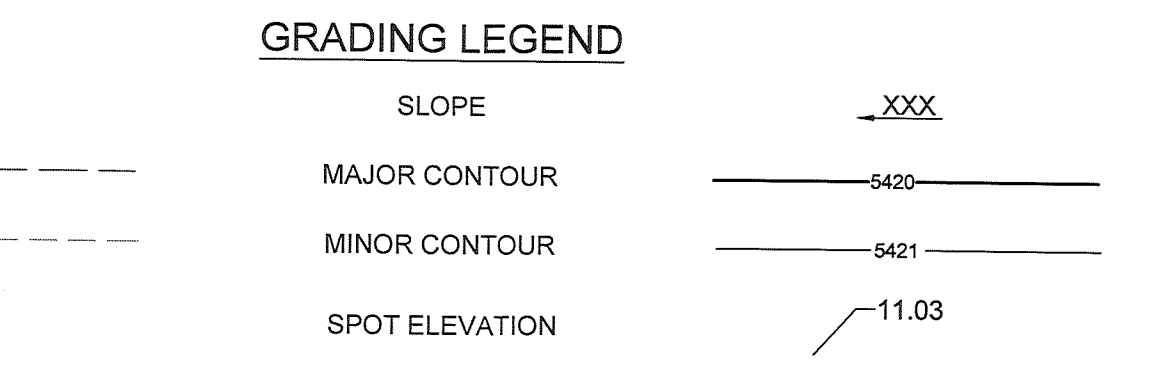 GRADING LEGEND
SLOPE XXX
MAJOR CONTOUR 5420
MINOR CONTOUR 5421
SPOT ELEVATION 11.03